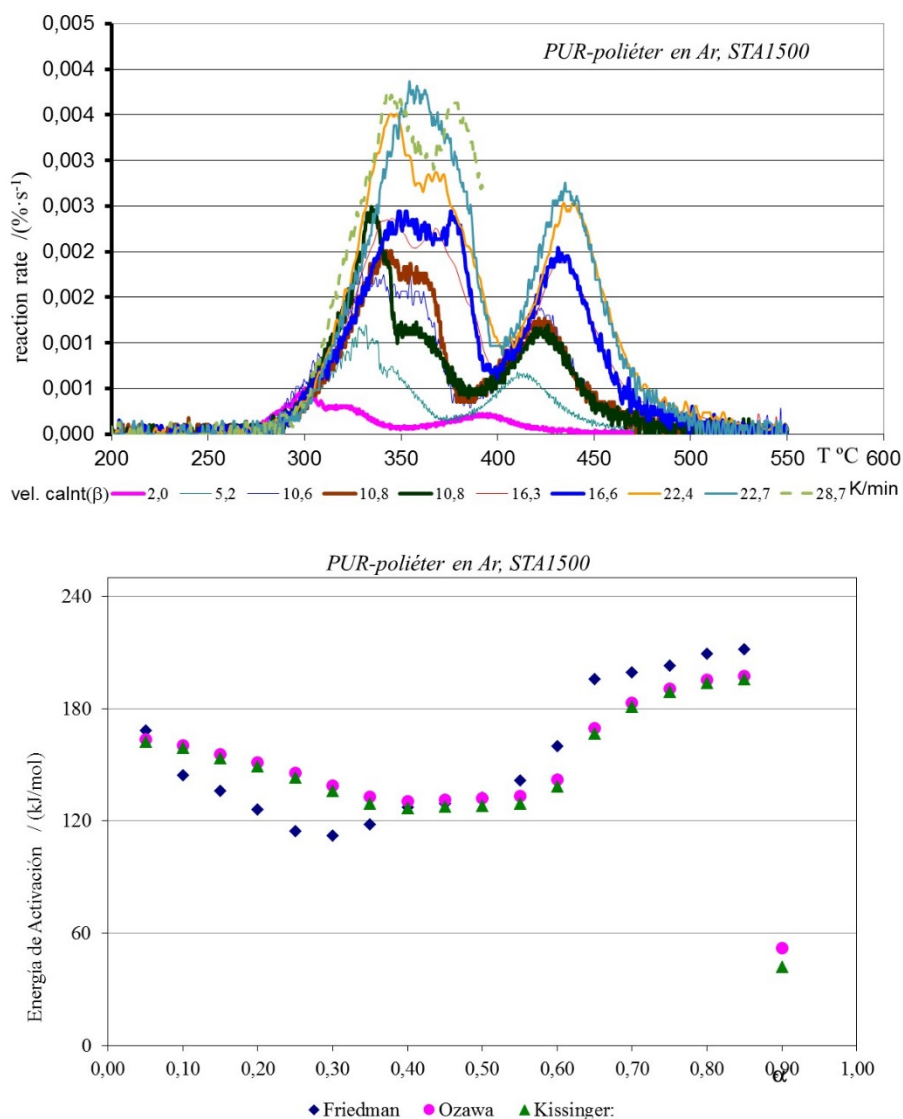 PUR-poliéter en Ar, STA1500
reaction rate /(%·s-1)
0,005
0,004
0,004
0,003
0,003
0,002
0,002
0,001
0,001
0,000
200 250 300 350 400 450 500 550 600
T ºC
vel. calnt(β) 2,0 5,2 10,6 10,8 10,8 16,3 16,6 22,4 22,7 28,7 K/min
PUR-poliéter en Ar, STA1500
Energía de Activación / (kJ/mol)
240
180
120
60
0
0,00 0,10 0,20 0,30 0,40 0,50 0,60 0,70 0,80 0,90 1,00
α
Friedman Ozawa Kissinger: